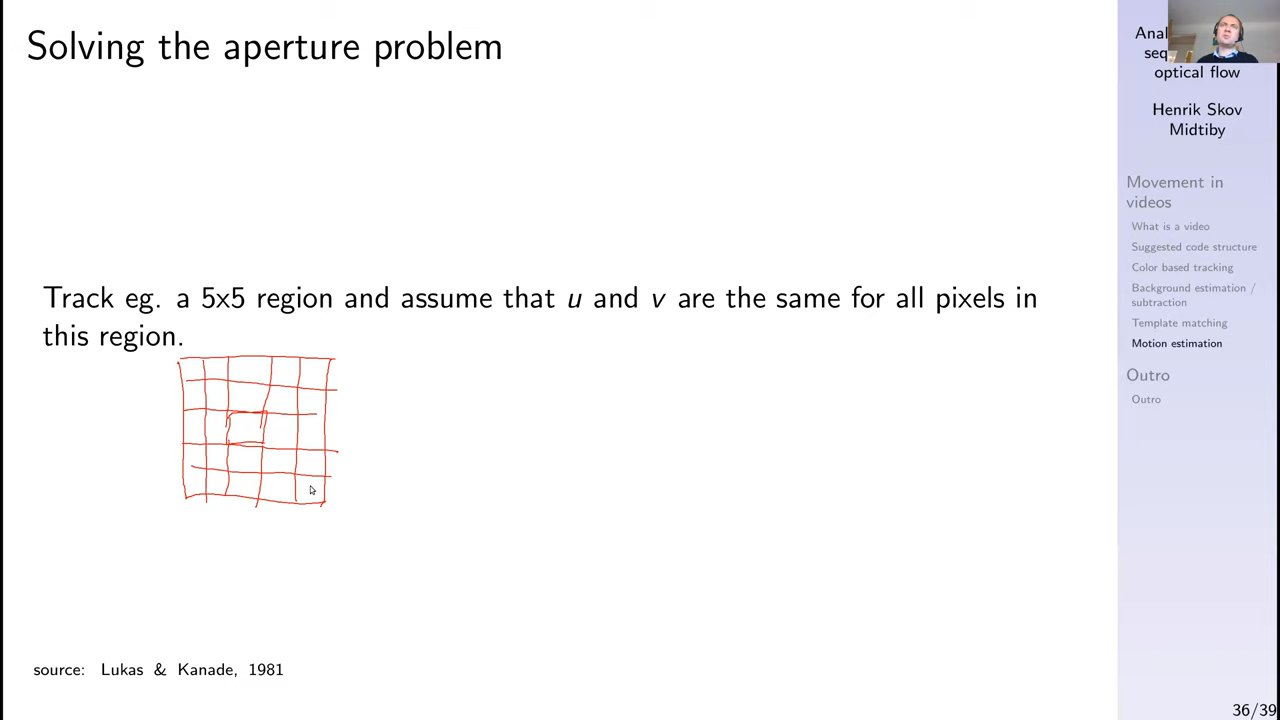 Solving the aperture problem
Track eg. a 5x5 region and assume that u and v are the same for all pixels in
this region.
source: Lukas & Kanade, 1981
optical flow
Henrik Skov
Midtiby
Movement in
videos
What is a video
Suggested code structure
Color based tracking
Background estimation /
subtraction
Template matching
Motion estimation
Outro
Outro
36/39